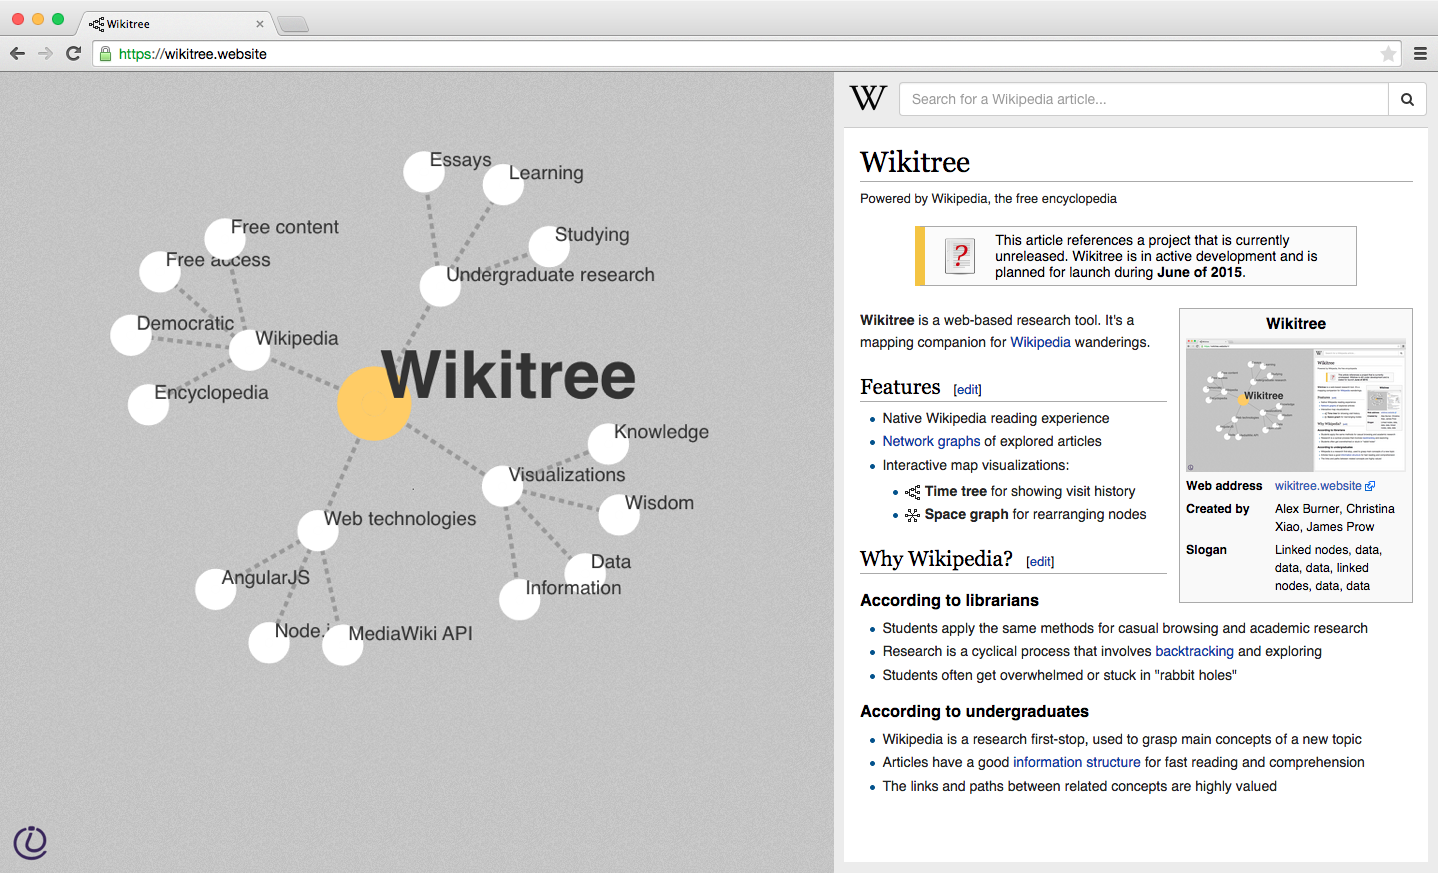 Wikitree
https://wikitree.website
Essays
Learning
Free content
Studying
Free access
Undergraduate research
Democratic
Wikipedia
Wikitree
Encyclopedia
Knowledge
Visualizations
Wisdom
Web technologies
Data
AngularJS
Information
Node.
MediaWiki API
W
Search for a Wikipedia article...
Wikitree
Powered by Wikipedia, the free encyclopedia
?
This article references a project that is currently
unreleased. Wikitree is in active development and is
planned for launch during June of 2015.
Wikitree is a web-based research tool. It's a
mapping companion for Wikipedia wanderings.
Features [edit]
• Native Wikipedia reading experience
• Network graphs of explored articles
• Interactive map visualizations:
• Time tree for showing visit history
• Space graph for rearranging nodes
Wikitree
Wikitree
Web address wikitree.website
Created by Alex Burner, Christina
Xiao, James Prow
Slogan Linked nodes, data,
data, data, linked
nodes, data, data
Why Wikipedia? [edit]
According to librarians
• Students apply the same methods for casual browsing and academic research
• Research is a cyclical process that involves backtracking and exploring
• Students often get overwhelmed or stuck in "rabbit holes"
According to undergraduates
• Wikipedia is a research first-stop, used to grasp main concepts of a new topic
• Articles have a good information structure for fast reading and comprehension
• The links and paths between related concepts are highly valued